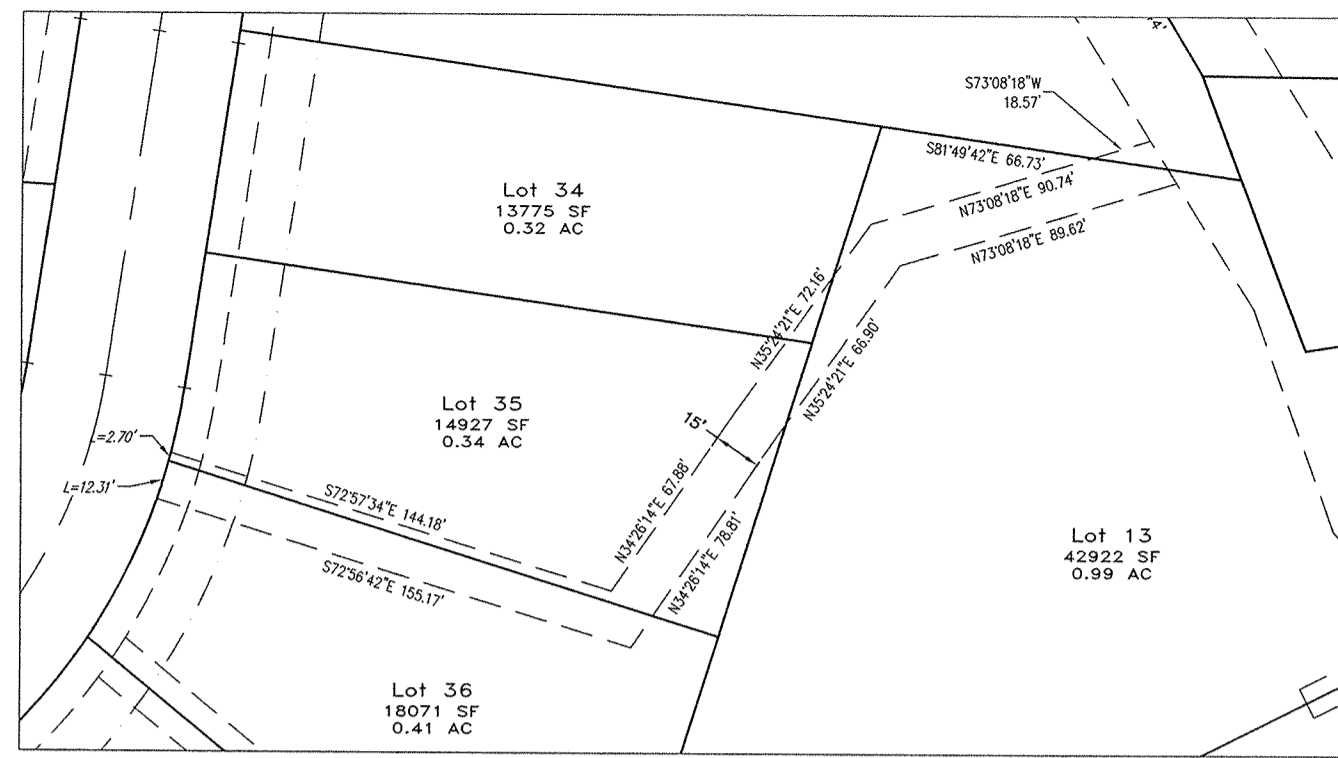 S73°08'18"W
18.57'
S81°49'42"E 66.73'
N73°08'18"E 90.74'
N73°08'18"E 89.62'
Lot 34
13775 SF
0.32 AC
N35°24'21"E 72.16'
N35°24'21"E 66.90'
Lot 35
14927 SF
0.34 AC
15'
L=2.70'
L=12.31'
S72°57'34"E 144.18'
N34°26'14"E 67.88'
N34°26'14"E 78.81'
S72°56'42"E 155.17'
Lot 13
42922 SF
0.99 AC
Lot 36
18071 SF
0.41 AC